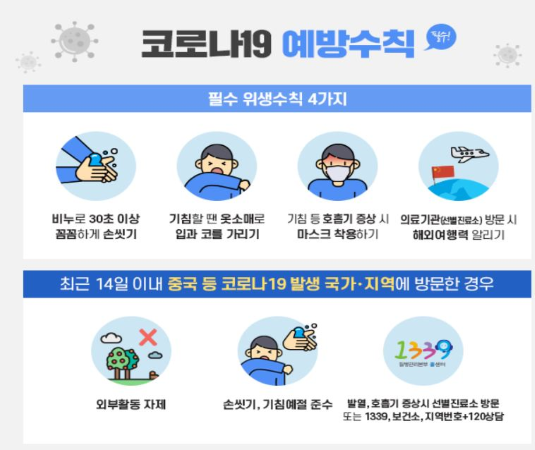 코로나19 예방수칙
필수 위생수칙 4가지
비누로 30초 이상
꼼꼼하게 손씻기
기침할 땐 옷소매로
입과 코를 가리기
기침 등 호흡기 증상 시
마스크 착용하기
의료기관(선별진료소) 방문 시
해외여행력 알리기
최근 14일 이내 중국 등 코로나19 발생 국가·지역에 방문한 경우
외부활동 자제
손씻기, 기침예절 준수
1339
질병관리본부 콜센터
발열, 호흡기 증상시 선별진료소 방문
또는 1339, 보건소, 지역번호+120상담